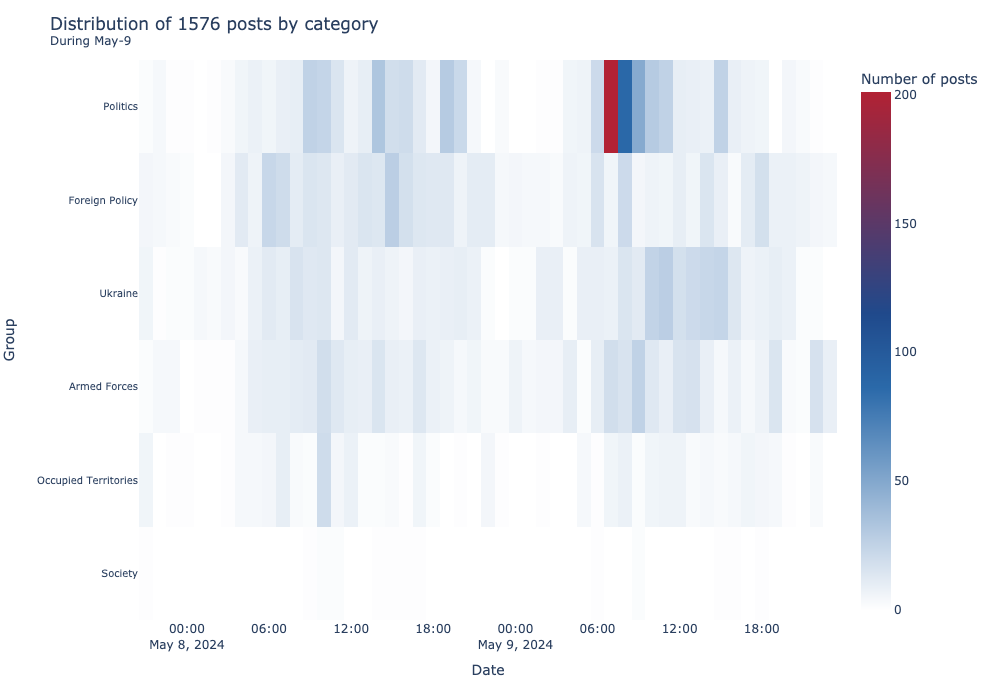 Distribution of 1576 posts by category
During May-9
Number of posts
200
150
100
50
0
Group
Politics
Foreign Policy
Ukraine
Armed Forces
Occupied Territories
Society
00:00 06:00 12:00 18:00 00:00 06:00 12:00 18:00
May 8, 2024 May 9, 2024
Date